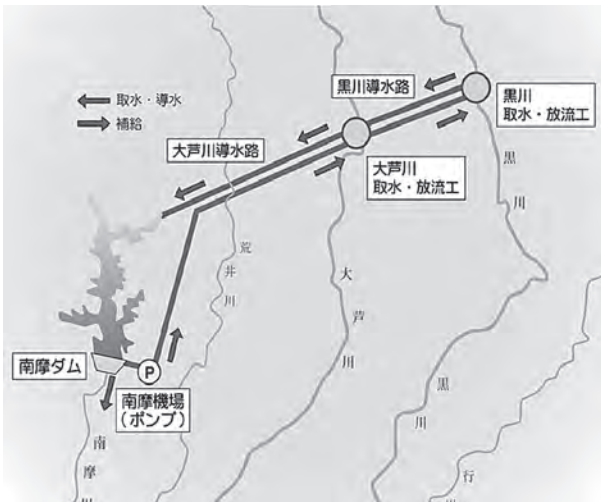 取水・導水
補給
黒川導水路
大芦川導水路
黒川
取水・放流工
大芦川
取水・放流工
黒川
荒井川
大芦川
黒川
南摩ダム
P
南摩機場
(ポンプ)
南摩川
行